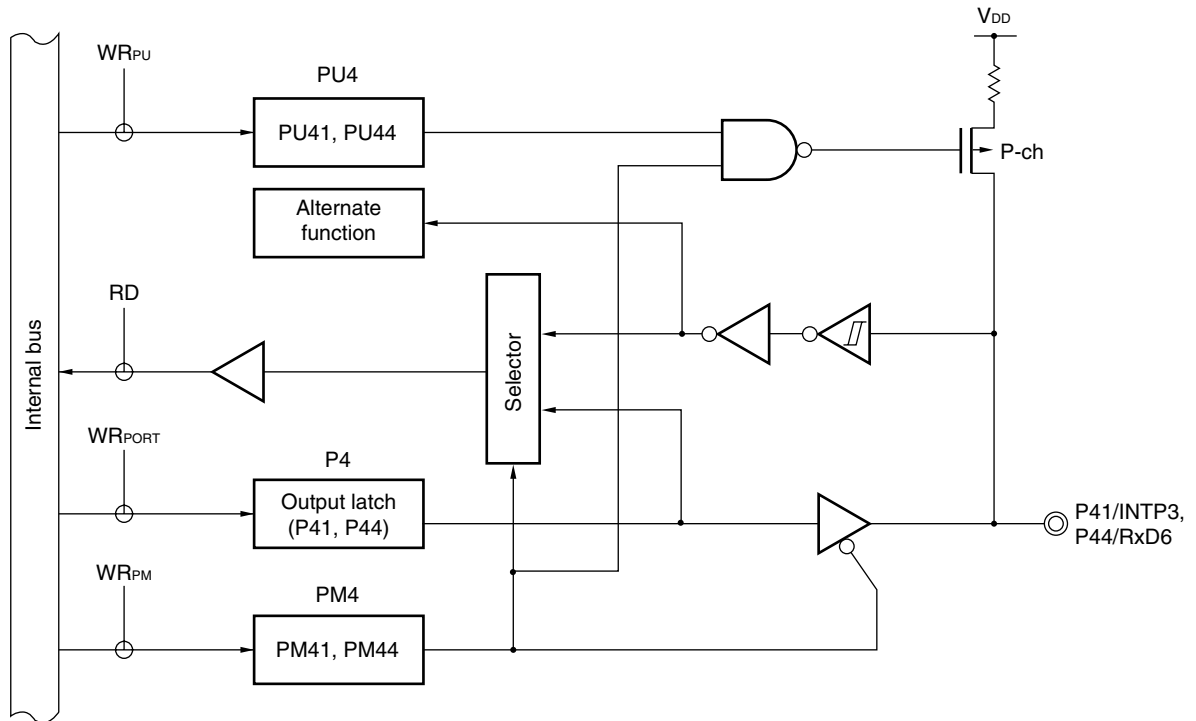 VDD
WRPU
PU4
PU41, PU44
P-ch
Alternate
function
RD
Internal bus
Selector
WRPORT
P4
Output latch
(P41, P44)
P41/INTP3,
P44/RxD6
WRPM
PM4
PM41, PM44